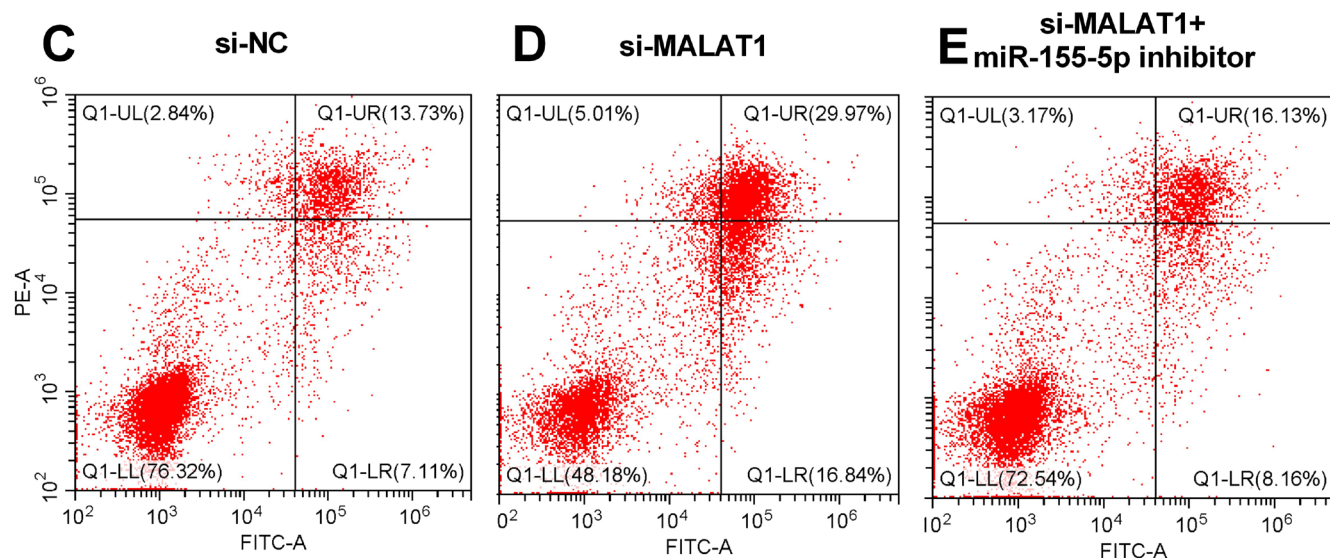 C
si-NC
Q1-UL(2.84%)
Q1-UR(13.73%)
Q1-LL(76.32%)
Q1-LR(7.11%)
PE-A
10^6
10^5
10^4
10^3
10^2
10^2 10^3 10^4 10^5 10^6
FITC-A
D
si-MALAT1
Q1-UL(5.01%)
Q1-UR(29.97%)
Q1-LL(48.18%)
Q1-LR(16.84%)
10^2 10^3 10^4 10^5 10^6
FITC-A
E
si-MALAT1+
miR-155-5p inhibitor
Q1-UL(3.17%)
Q1-UR(16.13%)
Q1-LL(72.54%)
Q1-LR(8.16%)
10^2 10^3 10^4 10^5 10^6
FITC-A